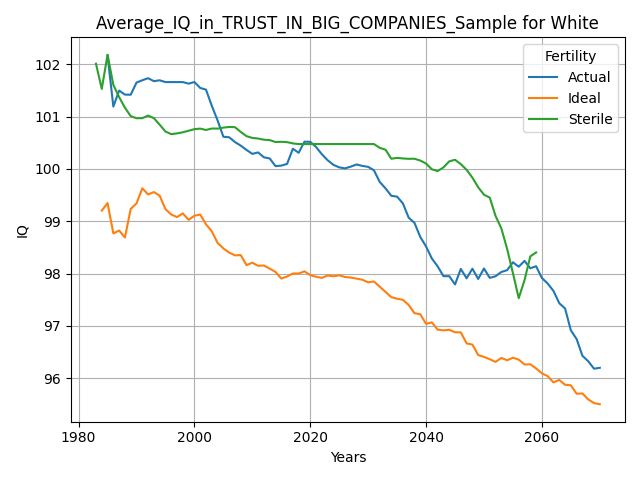 Average_IQ_in_TRUST_IN_BIG_COMPANIES_Sample for White
Fertility
Actual
Ideal
Sterile
102
101
100
99
98
97
96
IQ
1980
2000
2020
2040
2060
Years